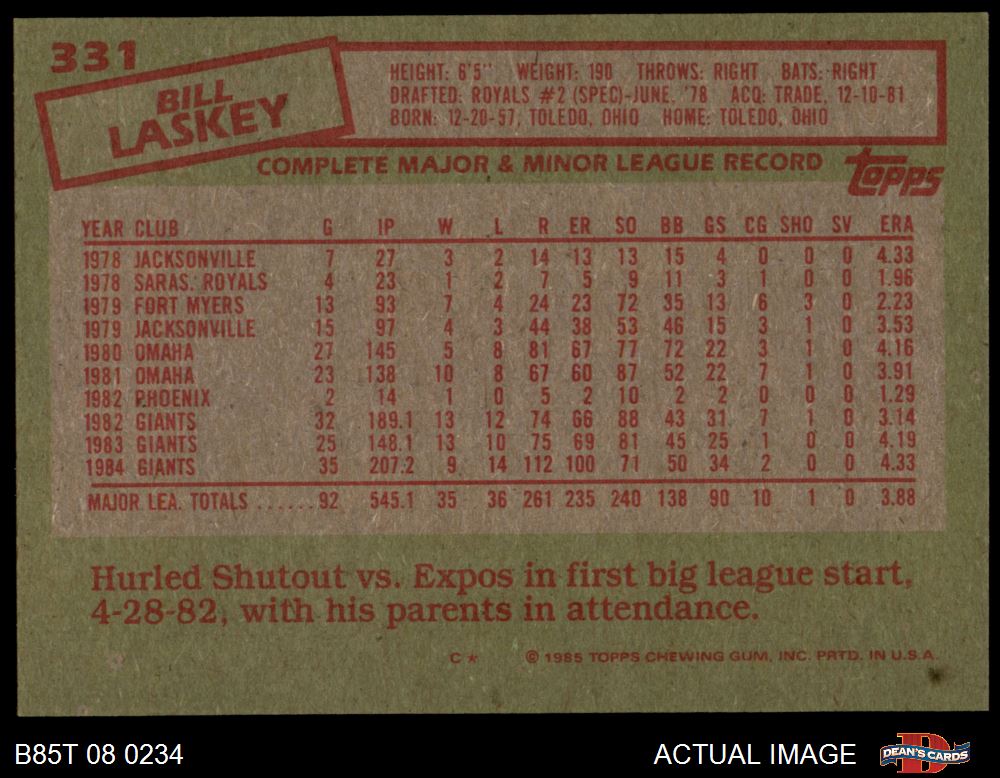 331
BILL
LASKEY
HEIGHT: 6'5" WEIGHT: 190 THROWS: RIGHT BATS: RIGHT
DRAFTED: ROYALS #2 (SPEC)-JUNE, '78 ACQ: TRADE, 12-10-81
BORN: 12-20-57, TOLEDO, OHIO HOME: TOLEDO, OHIO
COMPLETE MAJOR & MINOR LEAGUE RECORD
TOPPS
YEAR CLUB G IP W L R ER SO BB GS CG SHO SV ERA
1978 JACKSONVILLE 7 27 3 2 14 13 13 15 4 0 0 0 4.33
1978 SARAS. ROYALS 4 23 1 2 7 5 9 11 3 1 0 0 1.96
1979 FORT MYERS 13 93 7 4 24 23 72 35 13 6 3 0 2.23
1979 JACKSONVILLE 15 97 4 3 44 38 53 46 15 3 1 0 3.53
1980 OMAHA 27 145 5 8 81 67 77 72 22 3 1 0 4.16
1981 OMAHA 23 138 10 8 67 60 87 52 22 7 1 0 3.91
1982 PHOENIX 2 14 1 0 5 2 10 2 2 0 0 0 1.29
1982 GIANTS 32 189.1 13 12 74 66 88 43 31 7 1 0 3.14
1983 GIANTS 25 148.1 13 10 75 69 81 45 25 1 0 0 4.19
1984 GIANTS 35 207.2 9 14 112 100 71 50 34 2 0 0 4.33
MAJOR LEA. TOTALS ......92 545.1 35 36 261 235 240 138 90 10 1 0 3.88
Hurled Shutout vs. Expos in first big league start,
4-28-82, with his parents in attendance.
C* © 1985 TOPPS CHEWING GUM, INC. PRTD. IN U.S.A.
B85T 08 0234 ACTUAL IMAGE D DEAN'S CARDS